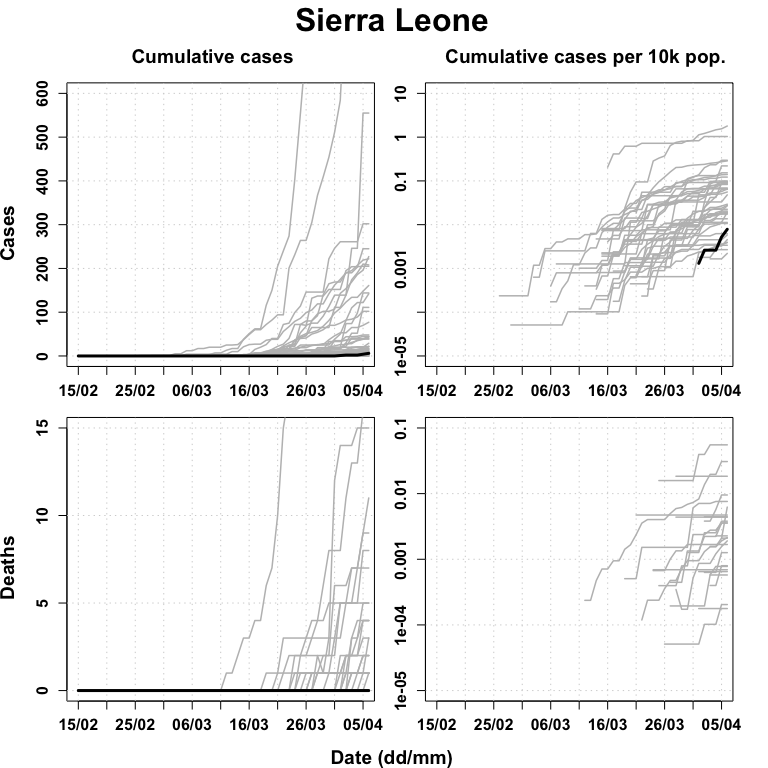 Sierra Leone
Cumulative cases
Cumulative cases per 10k pop.
Cases
600
500
400
300
200
100
0
15/02 25/02 06/03 16/03 26/03 05/04
10
1
0.1
0.001
1e-05
15/02 25/02 06/03 16/03 26/03 05/04
Deaths
15
10
5
0
15/02 25/02 06/03 16/03 26/03 05/04
0.1
0.01
0.001
1e-04
1e-05
15/02 25/02 06/03 16/03 26/03 05/04
Date (dd/mm)